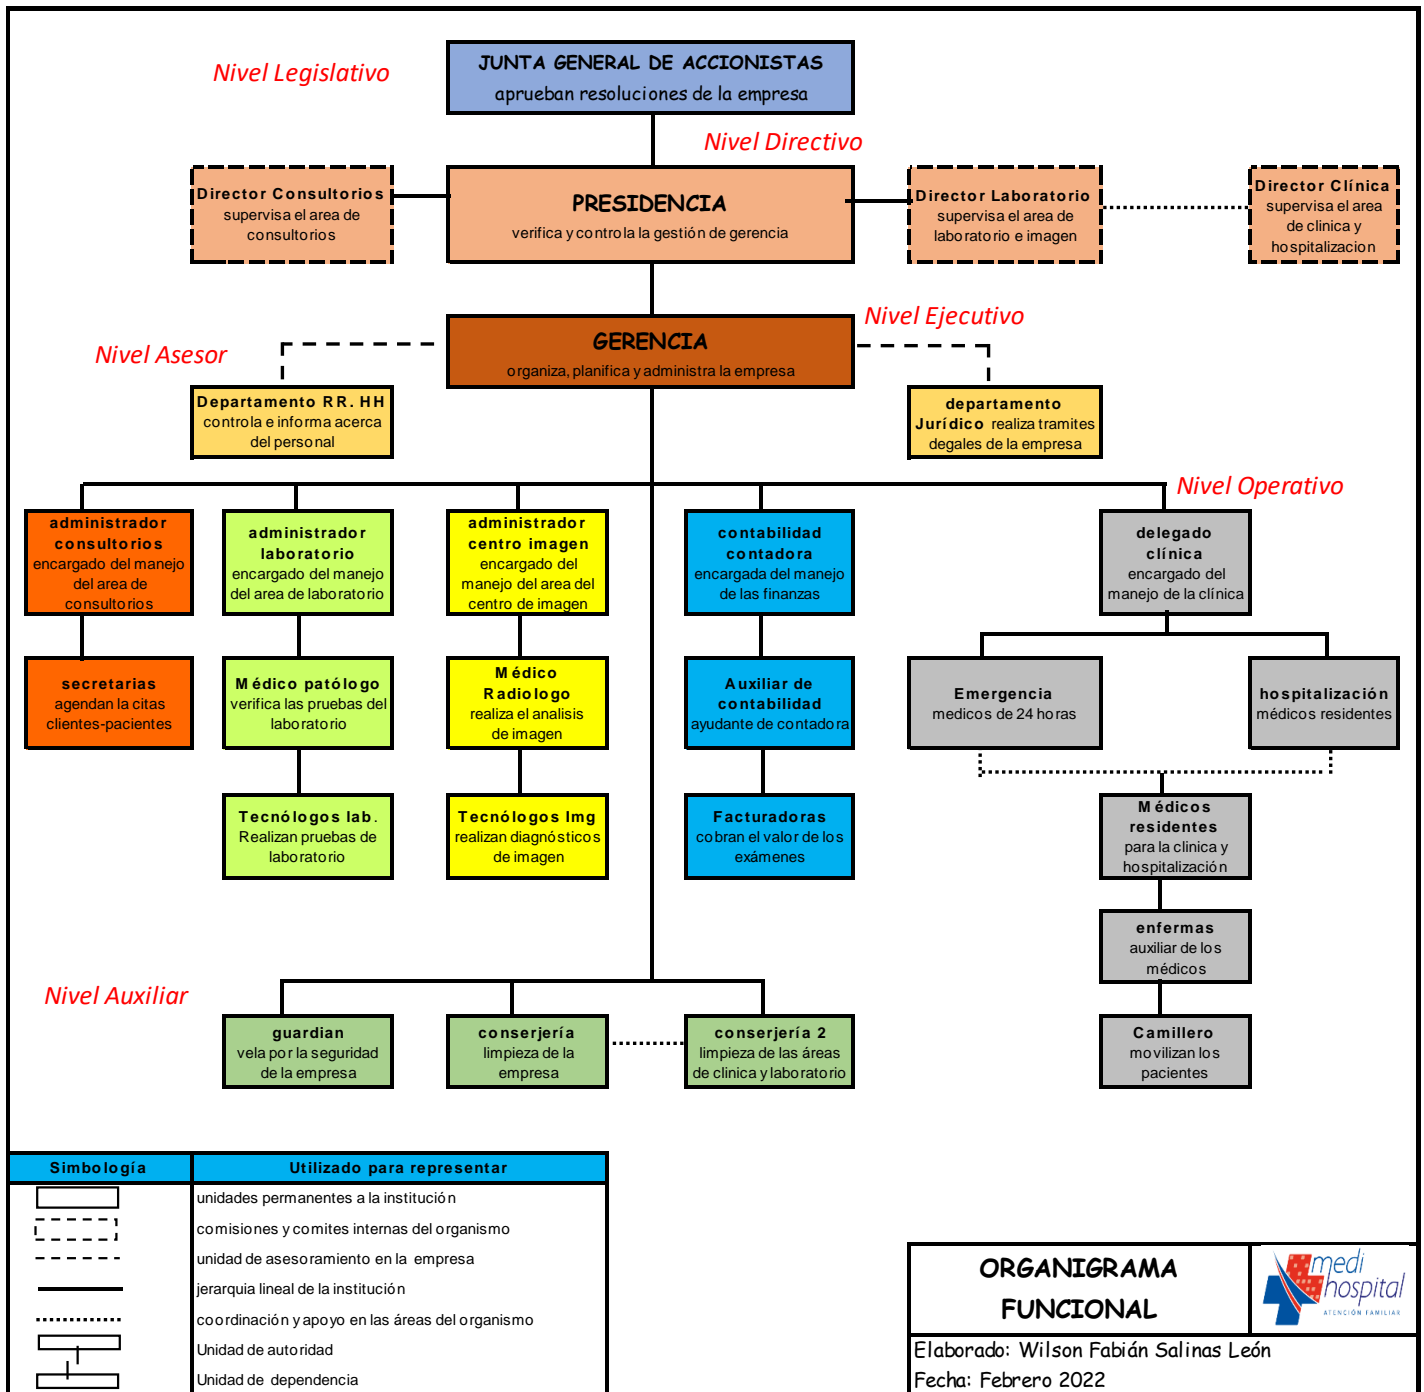 Nivel Legislativo
JUNTA GENERAL DE ACCIONISTAS
aprueban resoluciones de la empresa
Nivel Directivo
Director Consultorios
supervisa el area de
consultorios
PRESIDENCIA
verifica y controla la gestión de gerencia
Director Laboratorio
supervisa el area de
laboratorio e imagen
Director Clínica
supervisa el area
de clinica y
hospitalizacion
Nivel Ejecutivo
Nivel Asesor
GERENCIA
organiza, planifica y administra la empresa
Departamento RR. HH
controla e informa acerca
del personal
departamento
Jurídico realiza tramites
degales de la empresa
Nivel Operativo
administrador
consultorios
encargado del manejo
del area de
consultorios
administrador
laboratorio
encargado del manejo
del area de laboratorio
administrador
centro imagen
encargado del
manejo del area del
centro de imagen
contabilidad
contadora
encargada del manejo
de las finanzas
delegado
clínica
encargado del
manejo de la clínica
secretarias
agendan la citas
clientes-pacientes
Médico patólogo
verifica las pruebas del
laboratorio
Médico
Radiologo
realiza el analisis
de imagen
Auxiliar de
contabilidad
ayudante de contadora
Emergencia
medicos de 24 horas
hospitalización
médicos residentes
Tecnólogos lab.
Realizan pruebas de
laboratorio
Tecnólogos Img
realizan diagnósticos
de imagen
Facturadoras
cobran el valor de los
exámenes
Médicos
residentes
para la clinica y
hospitalización
enfermas
auxiliar de los
médicos
Nivel Auxiliar
guardian
vela por la seguridad
de la empresa
conserjería
limpieza de la
empresa
conserjería 2
limpieza de las áreas
de clinica y laboratorio
Camillero
movilizan los
pacientes
Simbología
Utilizado para representar
unidades permanentes a la institución
comisiones y comites internas del organismo
unidad de asesoramiento en la empresa
jerarquia lineal de la institución
coordinación y apoyo en las áreas del organismo
Unidad de autoridad
Unidad de dependencia
ORGANIGRAMA
FUNCIONAL
medi
hospital
ATENCIÓN FAMILIAR
Elaborado: Wilson Fabián Salinas León
Fecha: Febrero 2022